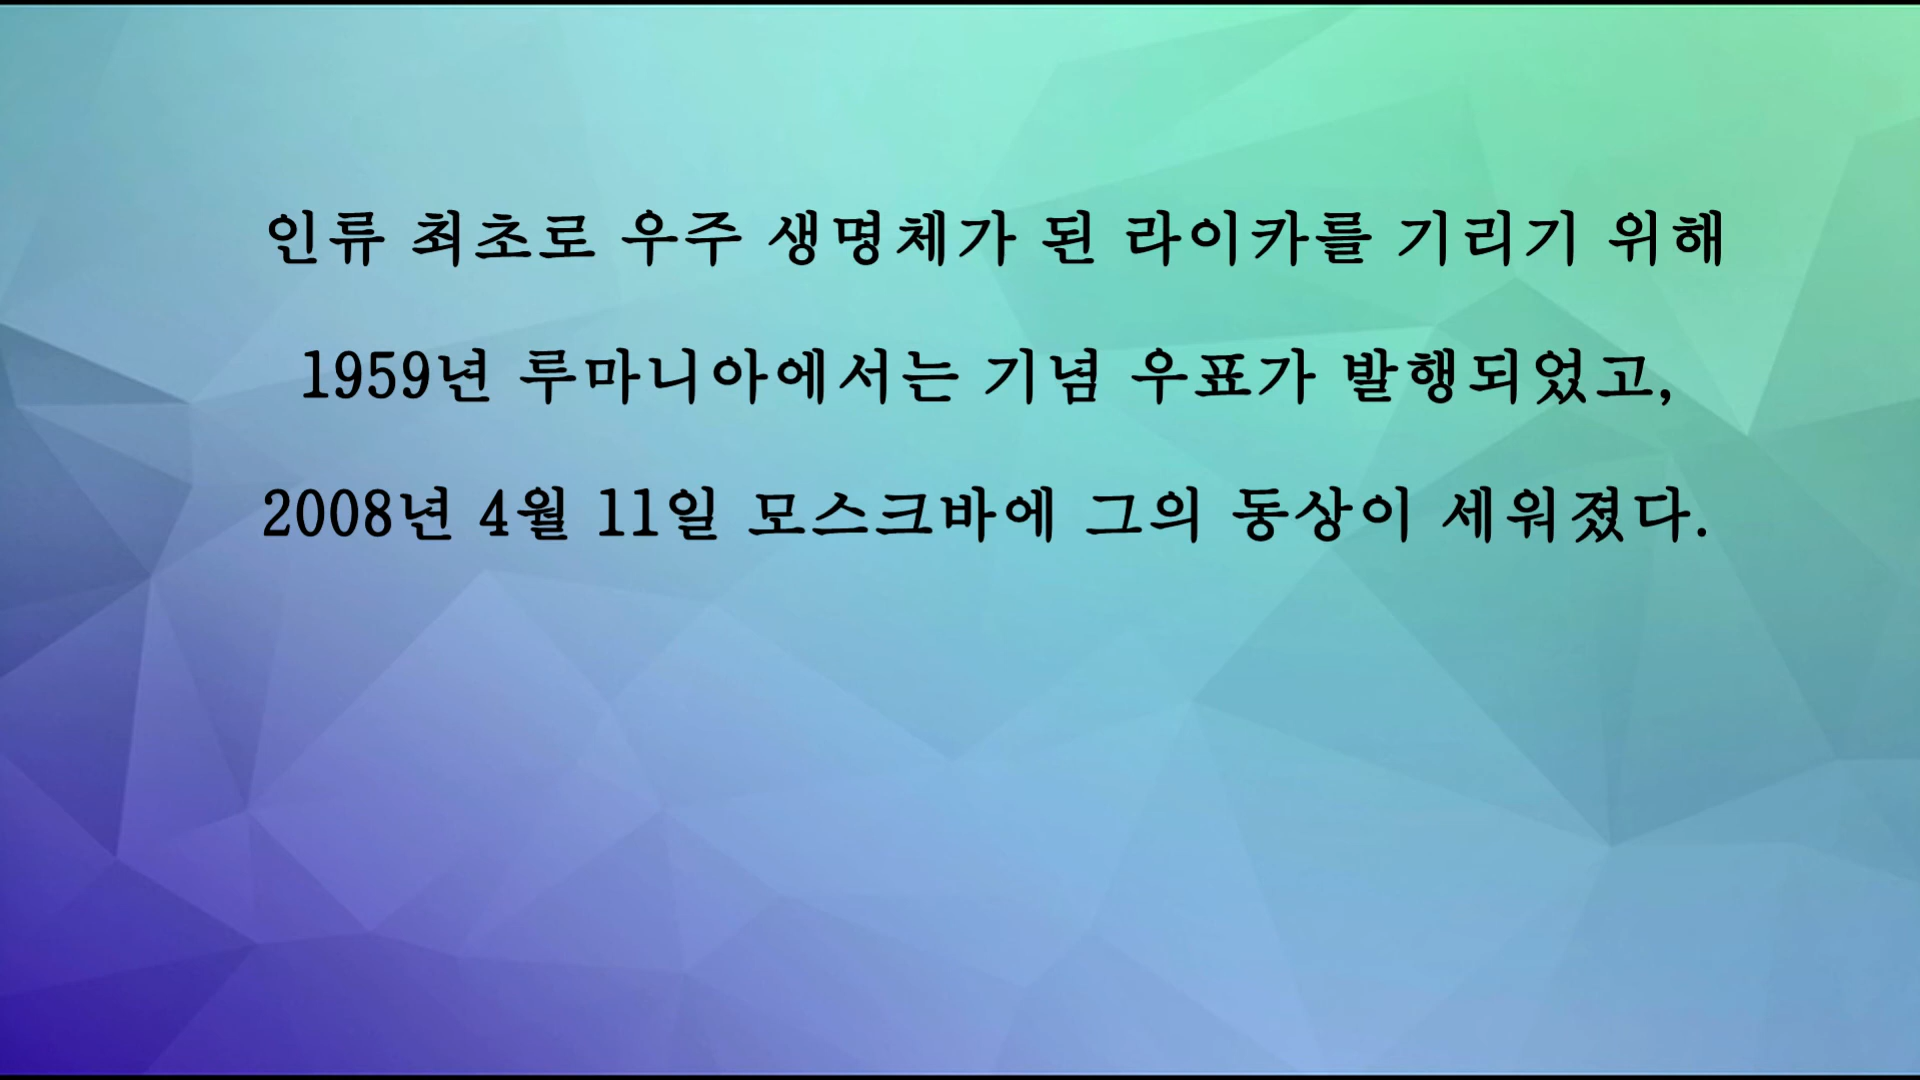 인류 최초로 우주 생명체가 된 라이카를 기리기 위해
1959년 루마니아에서는 기념 우표가 발행되었고,
2008년 4월 11일 모스크바에 그의 동상이 세워졌다.